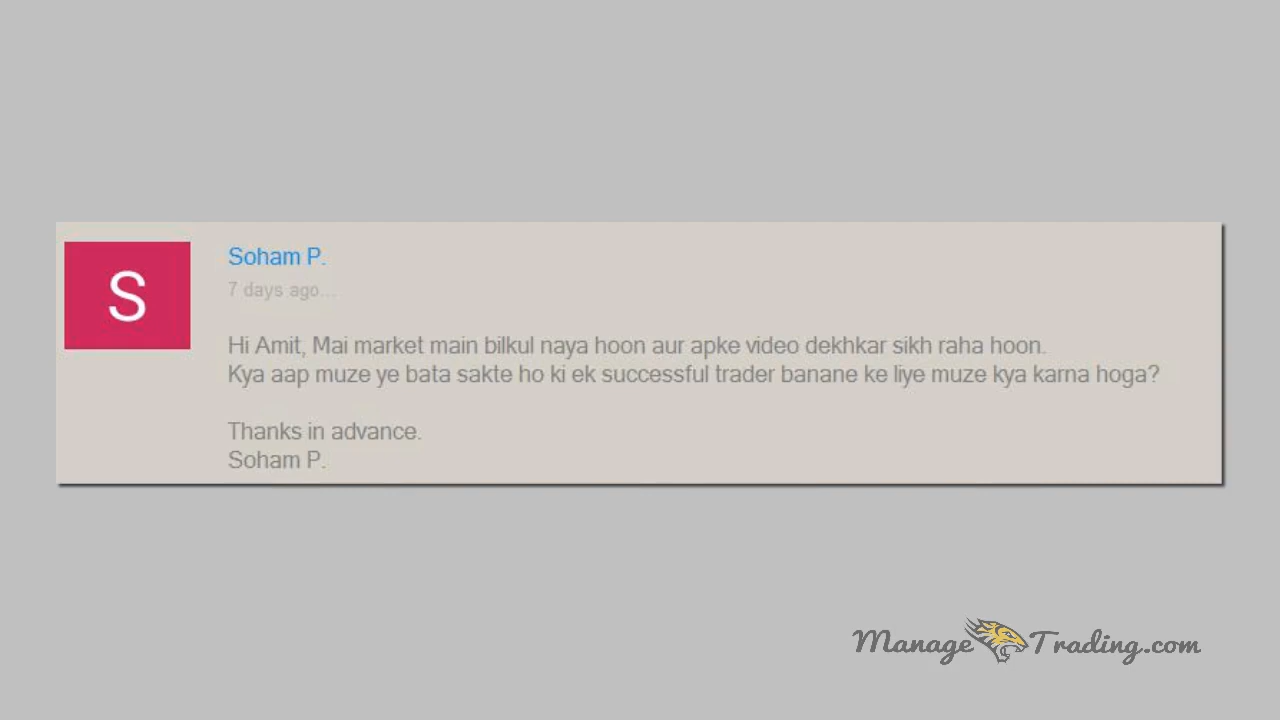 S
Soham P.
7 days ago...
Hi Amit, Mai market main bilkul naya hoon aur apke video dekhkar sikh raha hoon.
Kya aap muze ye bata sakte ho ki ek successful trader banane ke liye muze kya karna hoga?
Thanks in advance.
Soham P.
Manage Trading.com